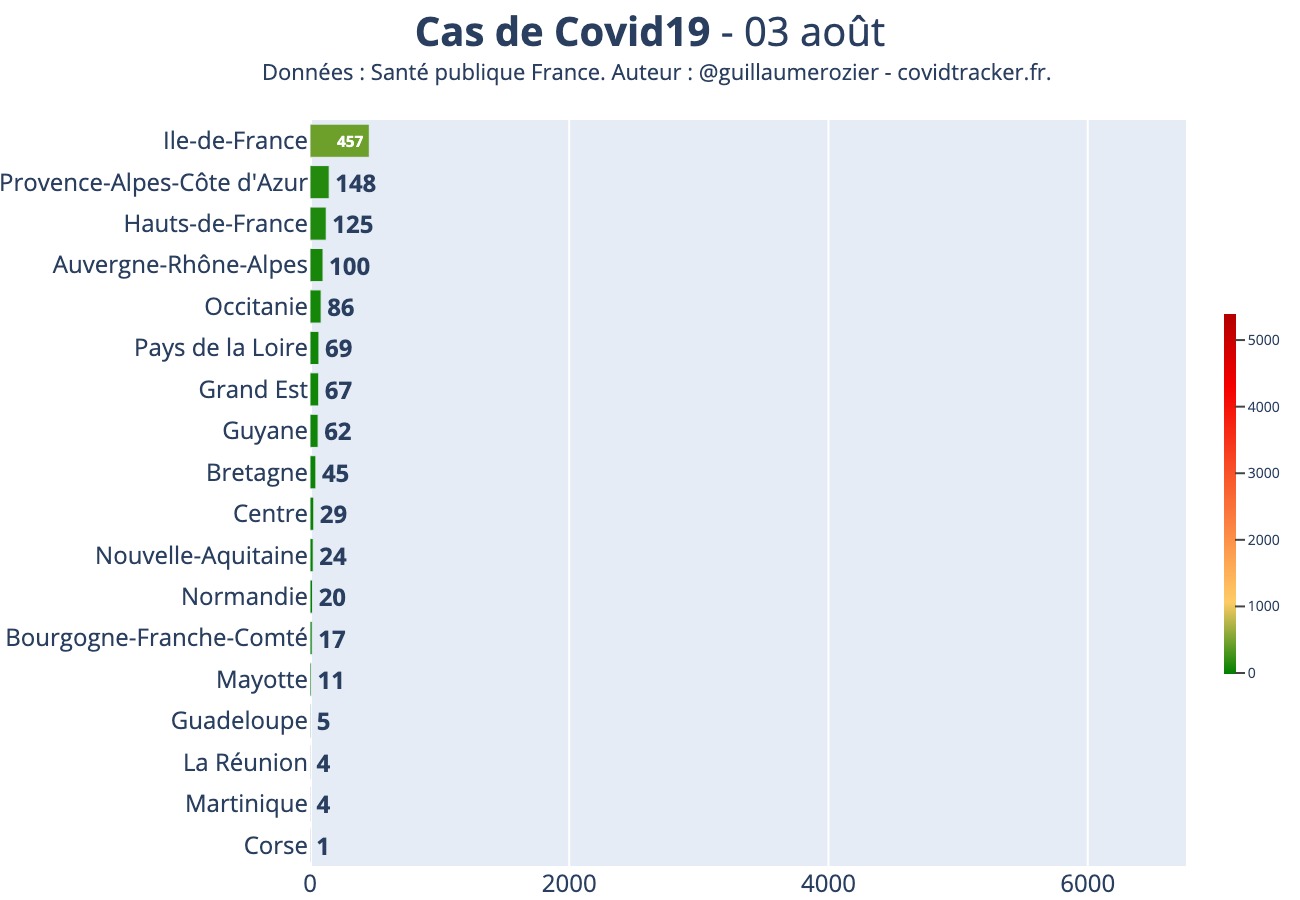 Cas de Covid19 - 03 août
Données : Santé publique France. Auteur : @guillaumerozier - covidtracker.fr.
Ile-de-France 457
Provence-Alpes-Côte d'Azur 148
Hauts-de-France 125
Auvergne-Rhône-Alpes 100
Occitanie 86
Pays de la Loire 69
Grand Est 67
Guyane 62
Bretagne 45
Centre 29
Nouvelle-Aquitaine 24
Normandie 20
Bourgogne-Franche-Comté 17
Mayotte 11
Guadeloupe 5
La Réunion 4
Martinique 4
Corse 1
0 2000 4000 6000
5000
4000
3000
2000
1000
0